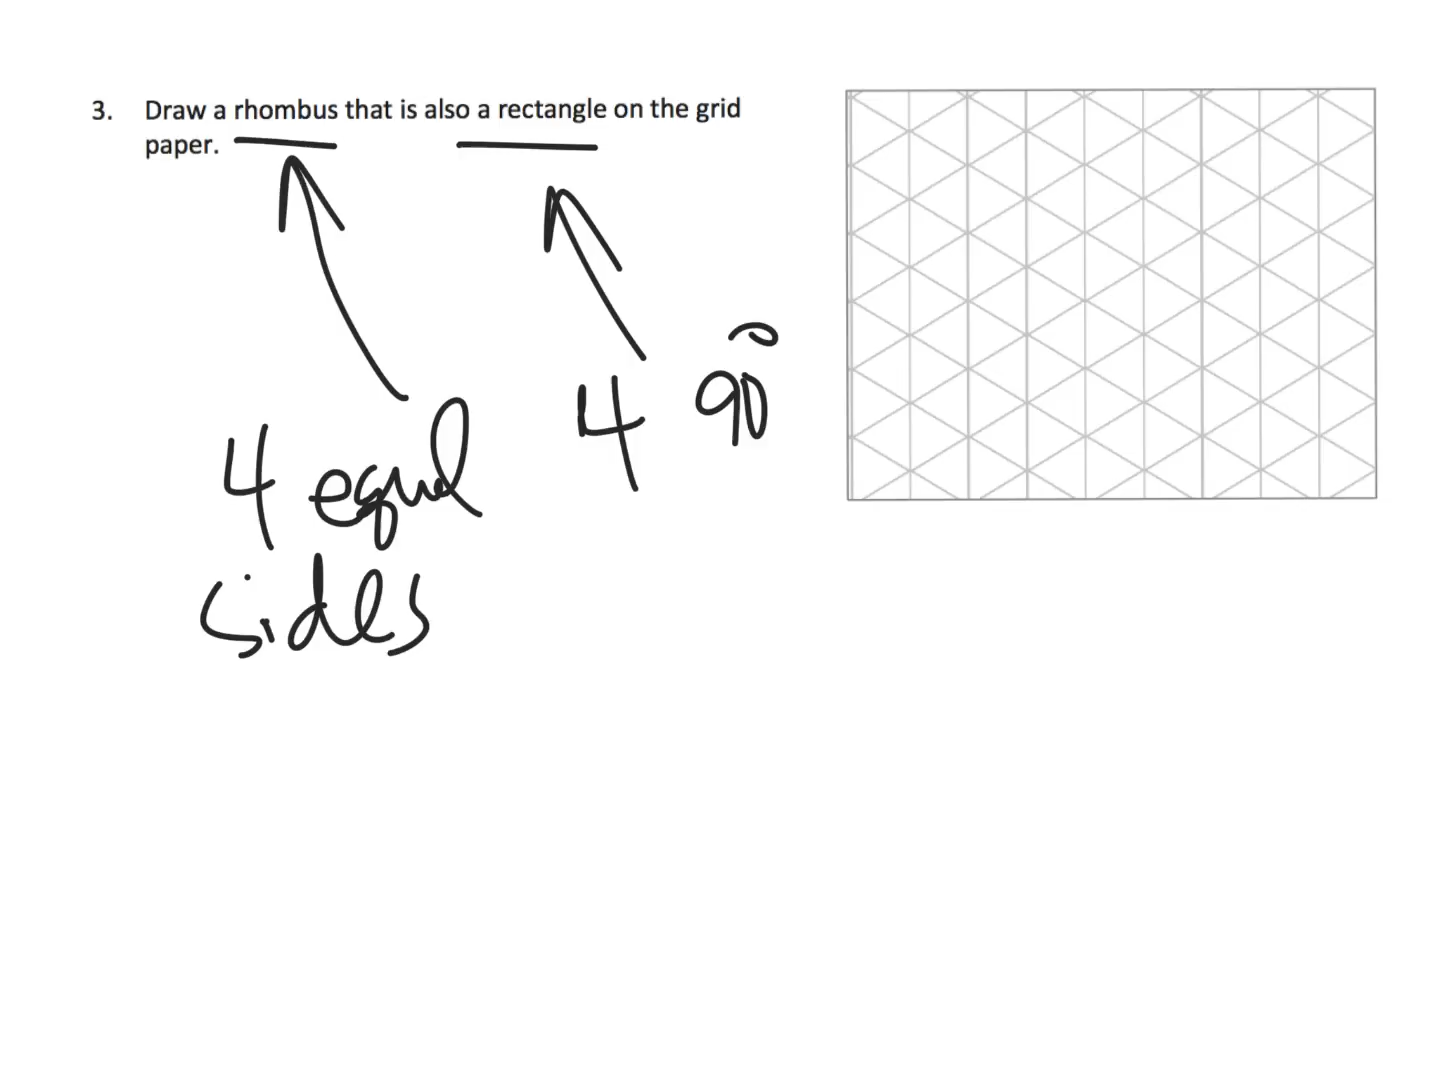 3. Draw a rhombus that is also a rectangle on the grid
paper.
4 90°
4 equal
sides